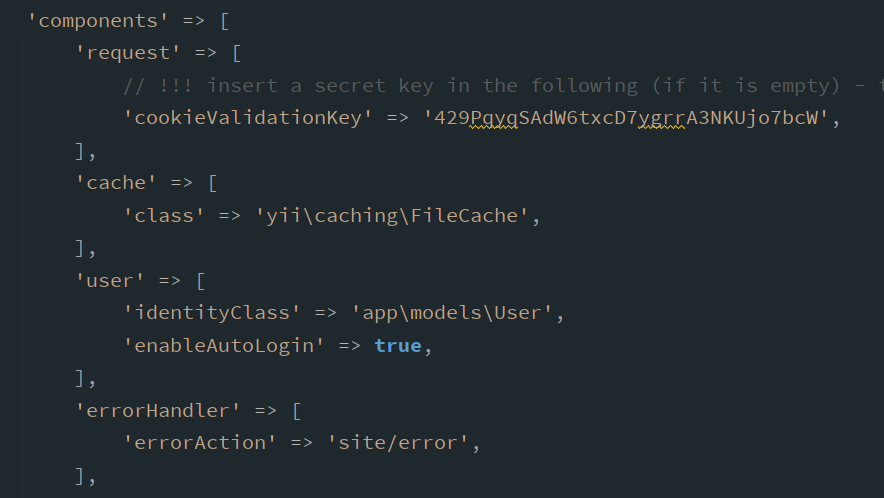 'components' => [
'request' => [
// !!! insert a secret key in the following (if it is empty) -
'cookieValidationKey' => '429PqyqSAdW6txcD7ygrrA3NKUjo7bcW',
],
'cache' => [
'class' => 'yii\caching\FileCache',
],
'user' => [
'identityClass' => 'app\models\User',
'enableAutoLogin' => true,
],
'errorHandler' => [
'errorAction' => 'site/error',
],